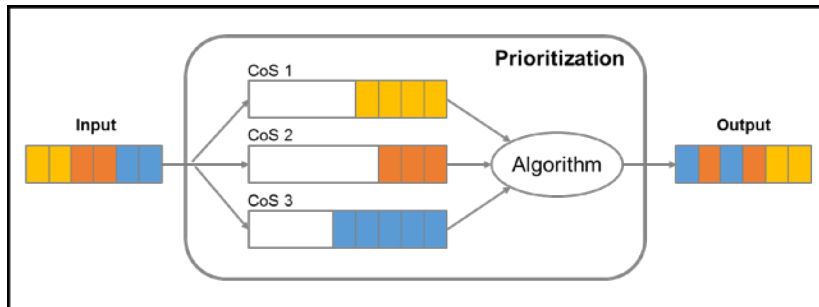 Prioritization
CoS 1
Input
CoS 2
Algorithm
Output
CoS 3